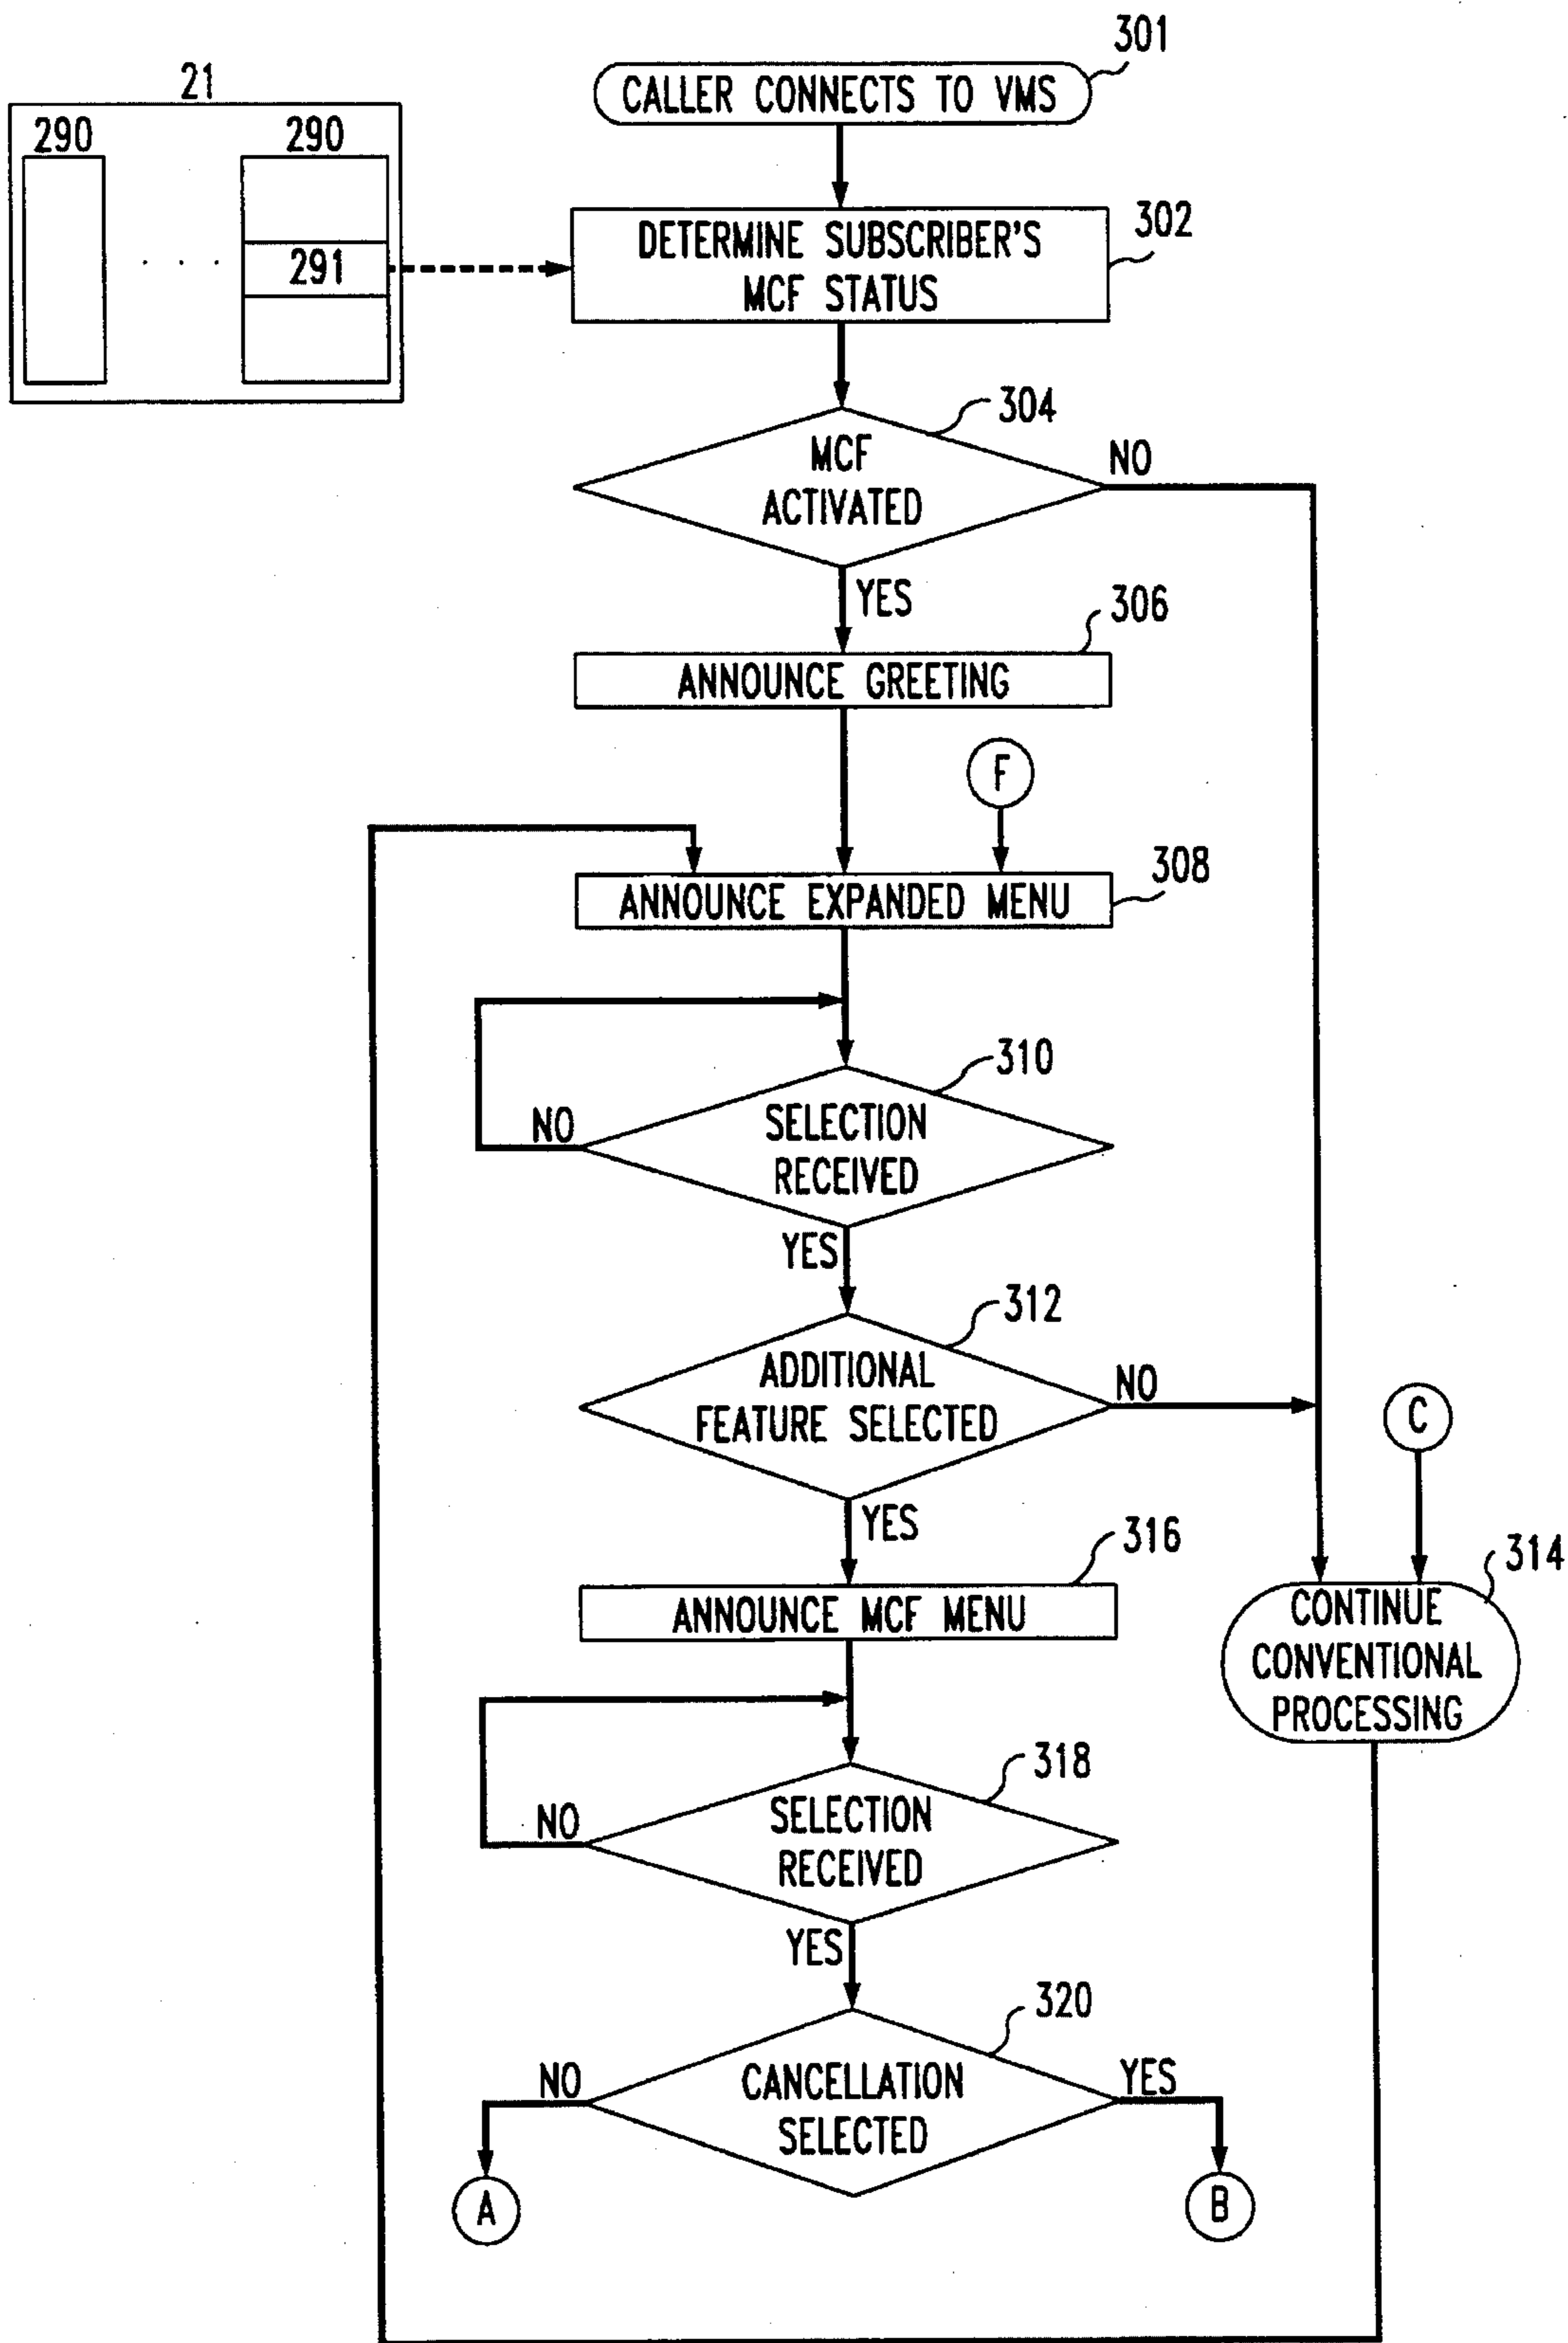 301
CALLER CONNECTS TO VMS
21
290
290
291
302
DETERMINE SUBSCRIBER'S
MCF STATUS
304
MCF
ACTIVATED
NO
YES
306
ANNOUNCE GREETING
F
308
ANNOUNCE EXPANDED MENU
310
SELECTION
RECEIVED
NO
YES
312
ADDITIONAL
FEATURE SELECTED
NO
C
YES
316
ANNOUNCE MCF MENU
314
CONTINUE
CONVENTIONAL
PROCESSING
318
SELECTION
RECEIVED
NO
YES
320
CANCELLATION
SELECTED
NO
YES
A
B